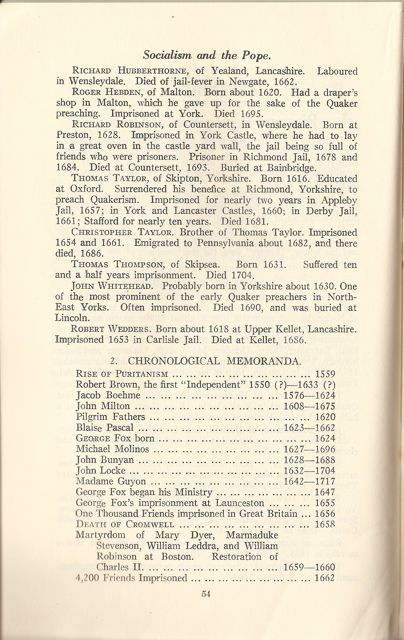 Socialism and the Pope.
RICHARD HUBBERTHORNE, of Yealand, Lancashire. Laboured
in Wensleydale. Died of jail-fever in Newgate, 1662.
ROGER HEBDEN, of Malton. Born about 1620. Had a draper's
shop in Malton, which he gave up for the sake of the Quaker
preaching. Imprisoned at York. Died 1695.
RICHARD ROBINSON, of Countersett, in Wensleydale. Born at
Preston, 1628. Imprisoned in York Castle, where he had to lay
in a great oven in the castle yard wall, the jail being so full of
friends who were prisoners. Prisoner in Richmond Jail, 1678 and
1684. Died at Countersett, 1693. Buried at Bainbridge.
THOMAS TAYLOR, of Skipton, Yorkshire. Born 1616. Educated
at Oxford. Surrendered his benefice at Richmond, Yorkshire, to
preach Quakerism. Imprisoned for nearly two years in Appleby
Jail, 1657; in York and Lancaster Castles, 1660; in Derby Jail,
1661; Stafford for nearly ten years. Died 1681.
CHRISTOPHER TAYLOR. Brother of Thomas Taylor. Imprisoned
1654 and 1661. Emigrated to Pennsylvania about 1682, and there
died, 1686.
THOMAS THOMPSON, of Skipsea. Born 1631. Suffered ten
and a half years imprisonment. Died 1704.
JOHN WHITEHEAD. Probably born in Yorkshire about 1630. One
of the most prominent of the early Quaker preachers in North-
East Yorks. Often imprisoned. Died 1690, and was buried at
Lincoln.
ROBERT WEDDERS. Born about 1618 at Upper Kellet, Lancashire.
Imprisoned 1653 in Carlisle Jail. Died at Kellet, 1686.
2. CHRONOLOGICAL MEMORANDA.
RISE OF PURITANISM ... ... ... ... ... ... ... ... 1559
Robert Brown, the first "Independent" 1550 (?)—1633 (?)
Jacob Boehme ... ... ... ... ... ... ... ... 1576—1624
John Milton ... ... ... ... ... ... ... ... 1608—1675
Pilgrim Fathers ... ... ... ... ... ... ... ... ... 1620
Blaise Pascal ... ... ... ... ... ... ... ... 1623—1662
GEORGE FOX born ... ... ... ... ... ... ... ... ... 1624
Michael Molinos ... ... ... ... ... ... ... 1627—1696
John Bunyan ... ... ... ... ... ... ... ... 1628—1688
John Locke ... ... ... ... ... ... ... ... ... 1632—1704
Madame Guyon ... ... ... ... ... ... ... ... 1642—1717
George Fox began his Ministry ... ... ... ... ... 1647
George Fox's imprisonment at Launceston ... ... ... 1655
One Thousand Friends imprisoned in Great Britain ... 1656
DEATH OF CROMWELL ... ... ... ... ... ... ... ... 1658
Martyrdom of Mary Dyer, Marmaduke
Stevenson, William Leddra, and William
Robinson at Boston. Restoration of
Charles II. ... ... ... ... ... ... ... ... 1659—1660
4,200 Friends Imprisoned ... ... ... ... ... ... ... 1662
54